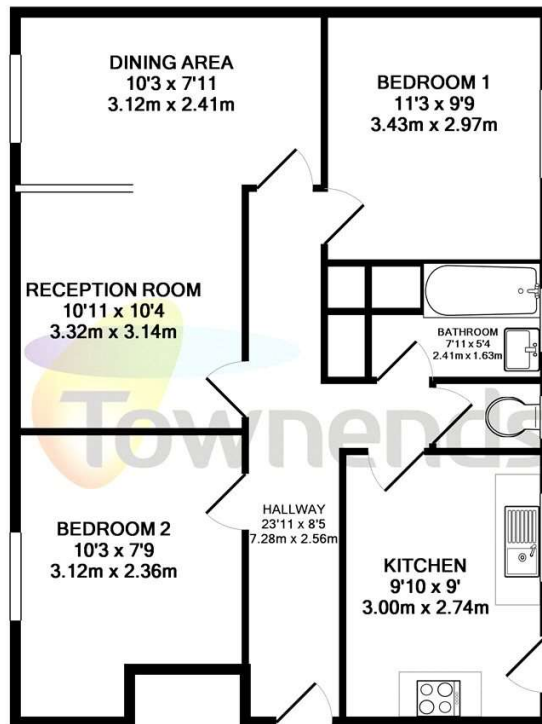 DINING AREA
10'3 x 7'11
3.12m x 2.41m
BEDROOM 1
11'3 x 9'9
3.43m x 2.97m
RECEPTION ROOM
10'11 x 10'4
3.32m x 3.14m
BATHROOM
7'11 x 5'4
2.41m x 1.63m
Townends
HALLWAY
23'11 x 8'5
7.28m x 2.56m
BEDROOM 2
10'3 x 7'9
3.12m x 2.36m
KITCHEN
9'10 x 9'
3.00m x 2.74m